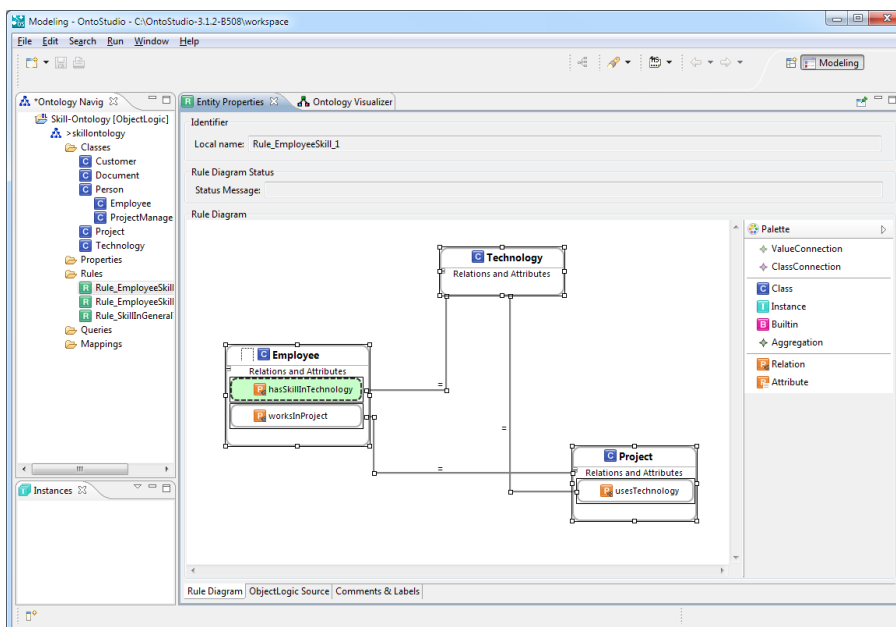 Modeling - OntoStudio - C:\OntoStudio-3.1.2-B508\workspace
File Edit Search Run Window Help
Modeling
*Ontology Navig
Skill-Ontology [ObjectLogic]
>skillontology
Classes
Customer
Document
Person
Employee
ProjectManage
Project
Technology
Properties
Rules
Rule_EmployeeSkill
Rule_EmployeeSkill
Rule_SkillInGeneral
Queries
Mappings
Instances
Entity Properties
Ontology Visualizer
Identifier
Local name: Rule_EmployeeSkill_1
Rule Diagram Status
Status Message:
Rule Diagram
C Technology
= Relations and Attributes
C Employee
Relations and Attributes
=
P hasSkillInTechnology
P worksInProject
=
=
=
C Project
= Relations and Attributes
P usesTechnology
Palette
ValueConnection
ClassConnection
C Class
I Instance
B Builtin
Aggregation
P Relation
P Attribute
Rule Diagram ObjectLogic Source Comments & Labels